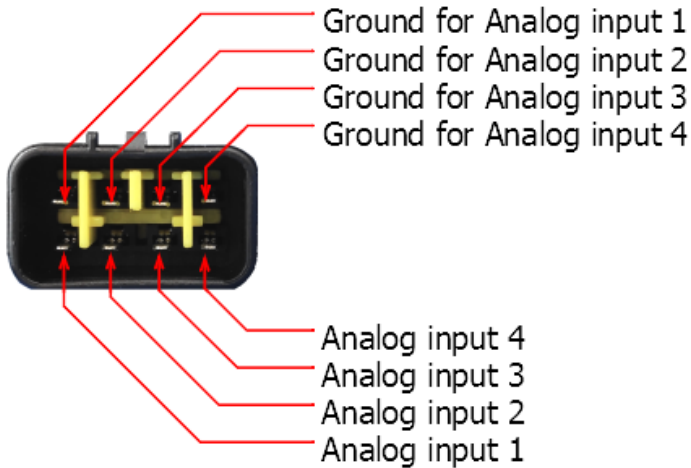 Ground for Analog input 1
Ground for Analog input 2
Ground for Analog input 3
Ground for Analog input 4
Analog input 4
Analog input 3
Analog input 2
Analog input 1